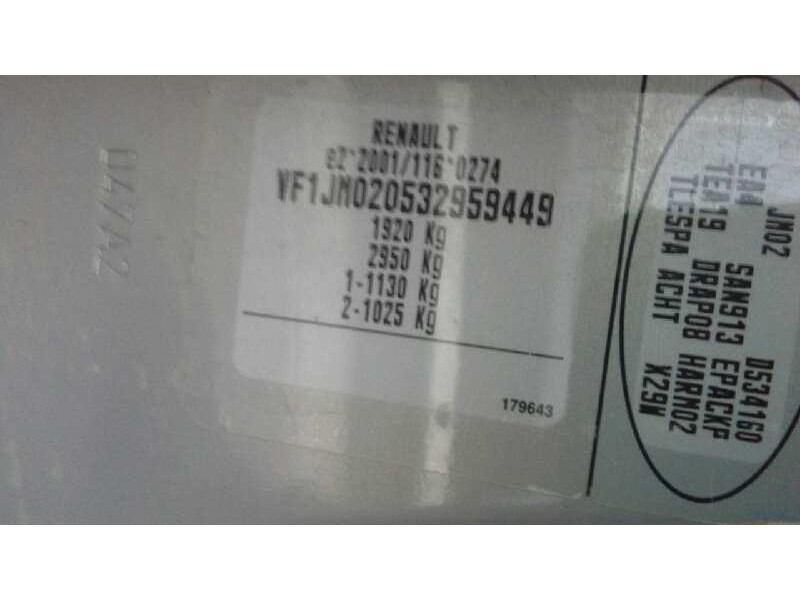 RENAULT
e2*2001/116*0274
VF1JM020532959449
1920 Kg
2950 Kg
1-1130 Kg
2-1025 Kg
179643
JM02
EA4 SAN913 D534160
TEA19 DRAP08 EPACKP
TLESPA ACHT HARM02
X29W